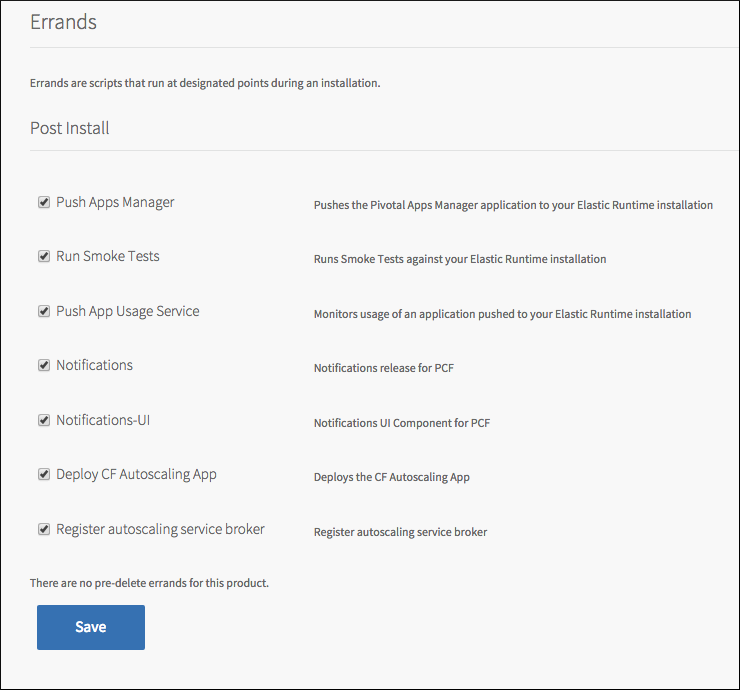 Errands
Errands are scripts that run at designated points during an installation.
Post Install
Push Apps Manager Pushes the Pivotal Apps Manager application to your Elastic Runtime installation
Run Smoke Tests Runs Smoke Tests against your Elastic Runtime installation
Push App Usage Service Monitors usage of an application pushed to your Elastic Runtime installation
Notifications Notifications release for PCF
Notifications-UI Notifications UI Component for PCF
Deploy CF Autoscaling App Deploys the CF Autoscaling App
Register autoscaling service broker Register autoscaling service broker
There are no pre-delete errands for this product.
Save